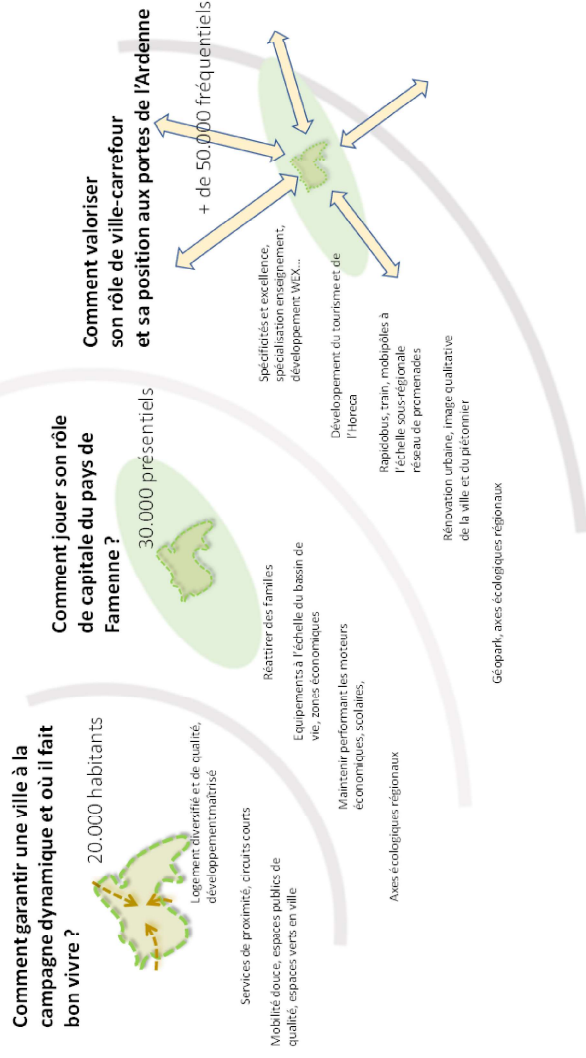 Comment garantir une ville à la
campagne dynamique et où il fait
bon vivre ?
20.000 habitants
Logement diversifié et de qualité,
développementmaîtrisé
Services de proximité, circuits courts
Mobilité douce, espaces publics de
qualité, espaces verts en ville
Comment jouer son rôle
de capitale du pays de
Famenne ?
30.000 présentiels
Réattirer des familles
Equipements à l'échelle du bassin de
vie, zones économiques
Maintenir performant les moteurs
économiques, scolaires,
Axes écologiques régionaux
Comment valoriser
son rôle de ville-carrefour
et sa position aux portes de l'Ardenne
+ de 50.000 fréquentiels
Spécificités et excellence,
spécialisation enseignement,
développement WEX...
Développement du tourisme et de
l'Horeca
Rapidobus, train, mobipôles à
l'échelle sous-régionale
réseau de promenades
Rénovation urbaine, image qualitative
de la ville et du piétonnier
Géopark, axes écologiques régionaux